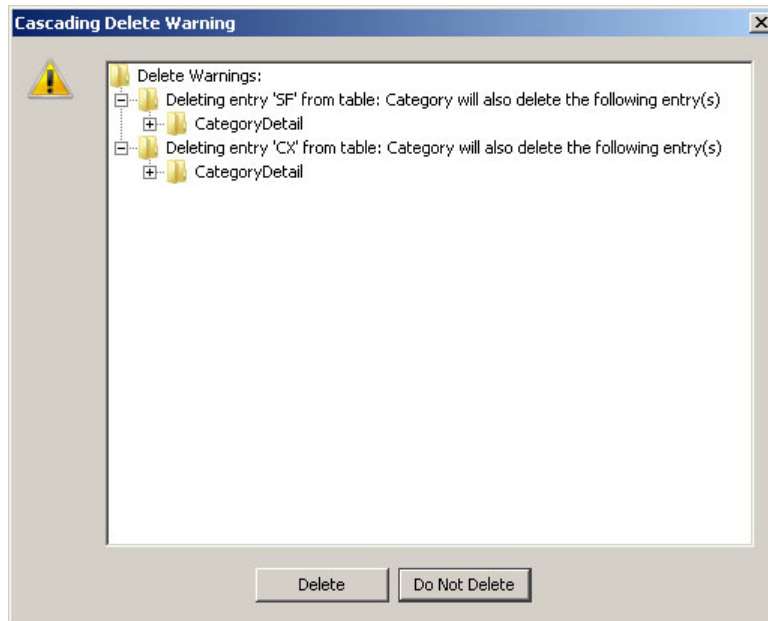 Cascading Delete Warning
Delete Warnings:
Deleting entry 'SF' from table: Category will also delete the following entry(s)
CategoryDetail
Deleting entry 'CX' from table: Category will also delete the following entry(s)
CategoryDetail
Delete
Do Not Delete